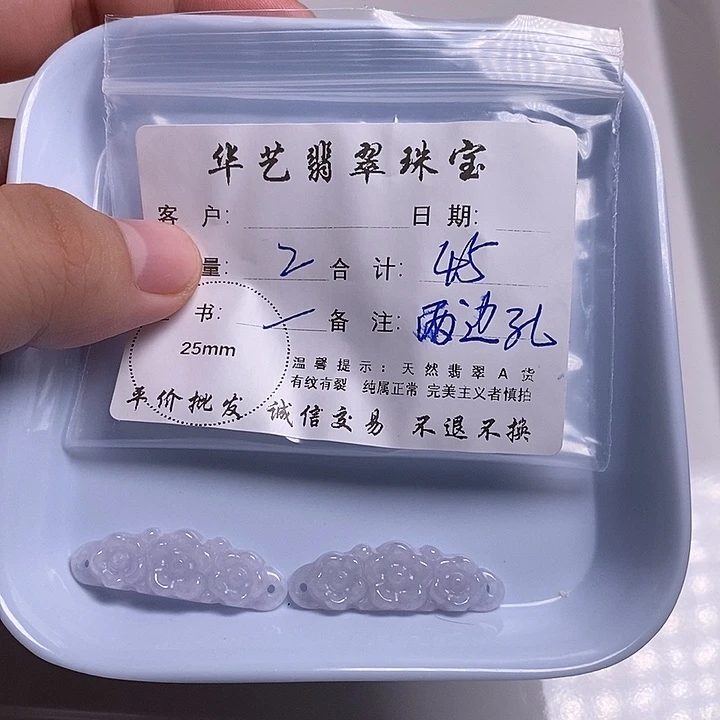 华艺翡翠珠宝
客 户: 日 期:
量: 2 合 计: 45
书: 一 备 注: 两边孔
25mm
温馨提示:天然翡翠A货
有纹有裂 纯属正常 完美主义者慎拍
平价批发 诚信交易 不退不换